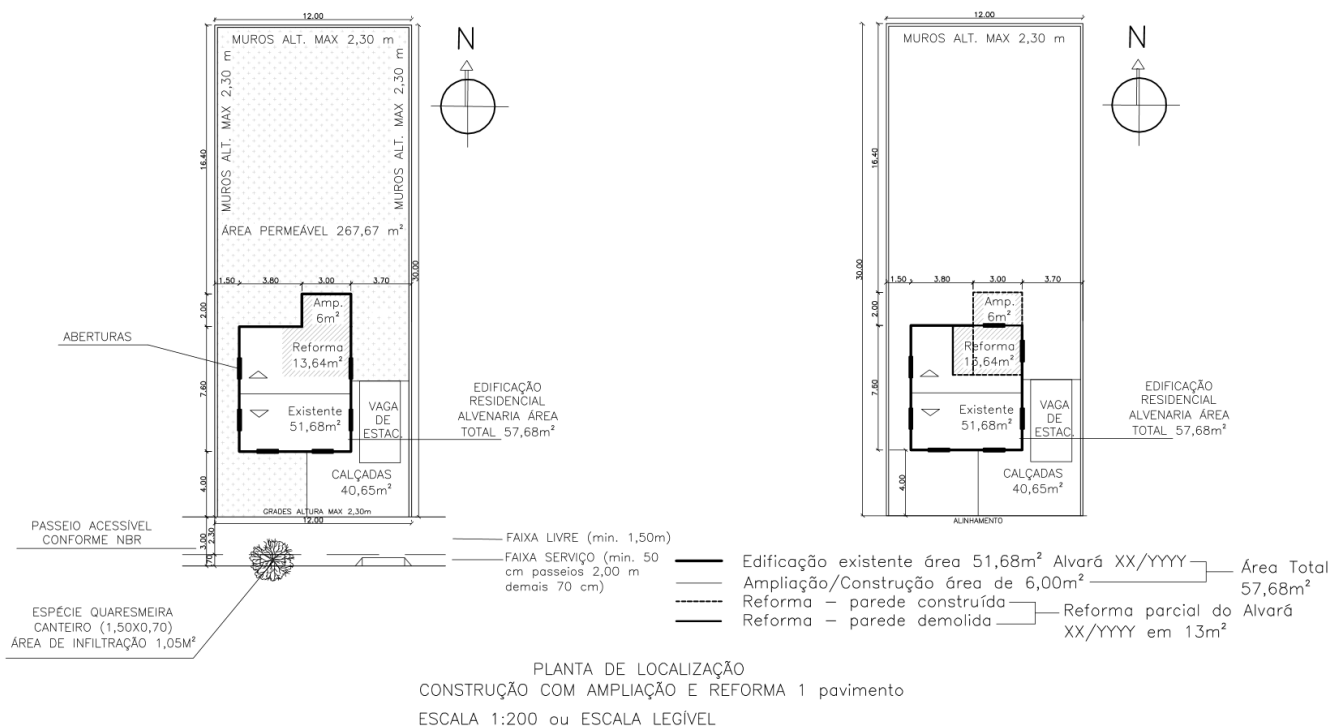 12.00
MUROS ALT. MAX 2,30 m
MUROS ALT. MAX 2,30 m
MUROS ALT. MAX 2,30 m
16.40
30.00
N
ÁREA PERMEÁVEL 267,67 m²
1.50
3.80
3.00
3.70
2.00
7.60
4.00
Amp.
6m²
Reforma
13,64m²
Existente
51,68m²
VAGA
DE
ESTAC.
CALÇADAS
40,65m²
GRADES ALTURA MAX 2,30m
12.00
ABERTURAS
EDIFICAÇÃO
RESIDENCIAL
ALVENARIA ÁREA
TOTAL 57,68m²
PASSEIO ACESSÍVEL
CONFORME NBR
3.00
2.30
.70
FAIXA LIVRE (min. 1,50m)
FAIXA SERVIÇO (min. 50
cm passeios 2,00 m
demais 70 cm)
ESPÉCIE QUARESMEIRA
CANTEIRO (1,50X0,70)
ÁREA DE INFILTRAÇÃO 1,05M²
12.00
MUROS ALT. MAX 2,30 m
N
16.40
30.00
1.50
3.80
3.00
3.70
2.00
7.60
4.00
Amp.
6m²
Reforma
13,64m²
Existente
51,68m²
VAGA
DE
ESTAC.
CALÇADAS
40,65m²
ALINHAMENTO
EDIFICAÇÃO
RESIDENCIAL
ALVENARIA ÁREA
TOTAL 57,68m²
Edificação existente área 51,68m² Alvará XX/YYYY
Ampliação/Construção área de 6,00m²
Área Total
57,68m²
Reforma – parede construída
Reforma – parede demolida
Reforma parcial do Alvará
XX/YYYY em 13m²
PLANTA DE LOCALIZAÇÃO
CONSTRUÇÃO COM AMPLIAÇÃO E REFORMA 1 pavimento
ESCALA 1:200 ou ESCALA LEGÍVEL